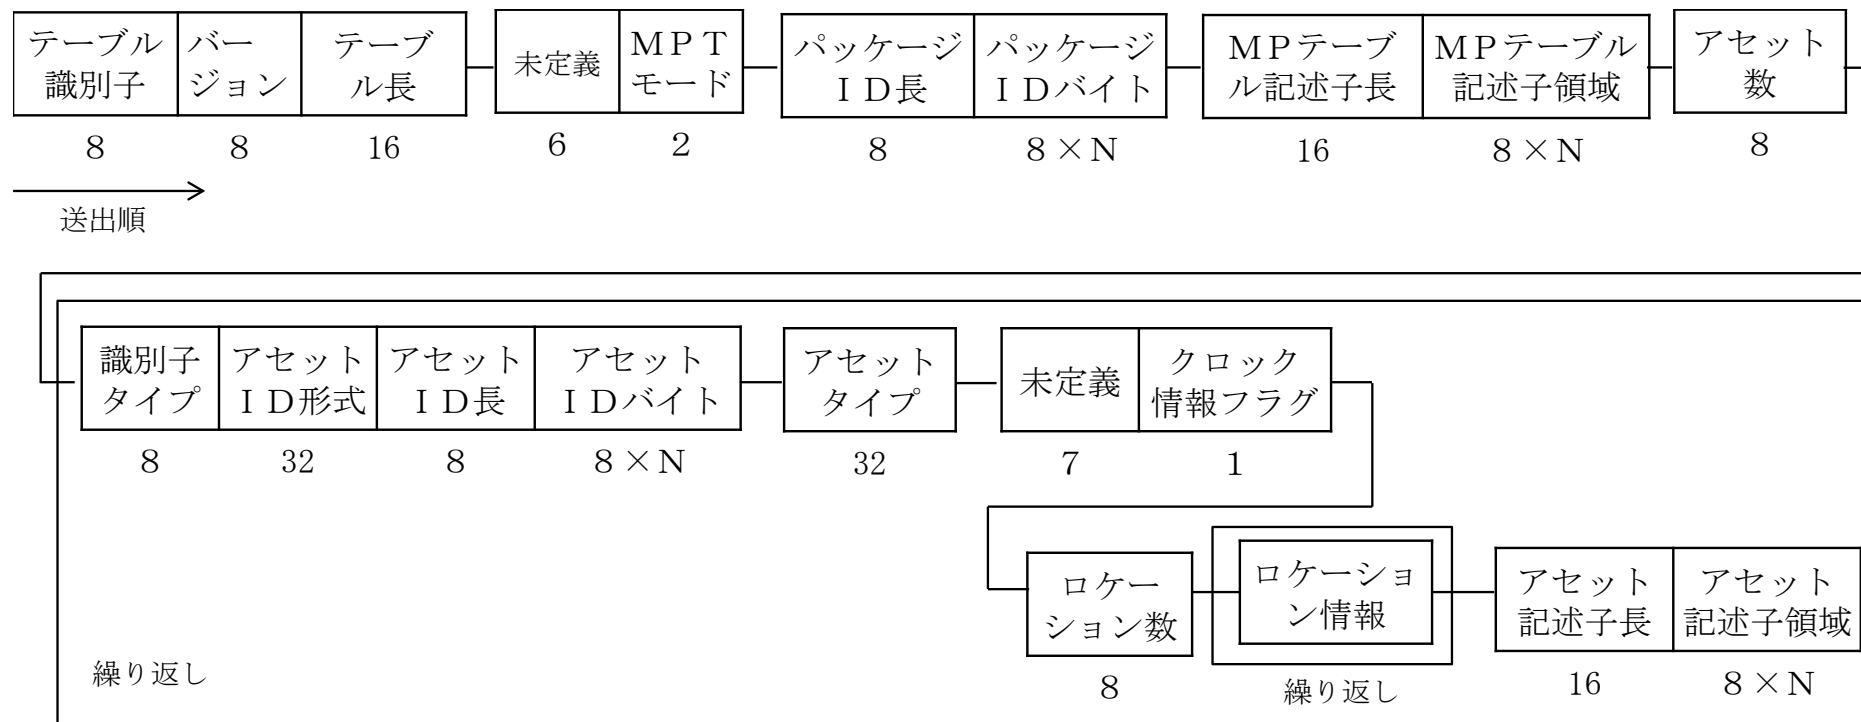 テーブル
識別子
バー
ジョン
テーブ
ル長
未定義
ＭＰＴ
モード
パッケージ
ＩＤ長
パッケージ
ＩＤバイト
ＭＰテーブ
ル記述子長
ＭＰテーブル
記述子領域
アセット
数
８
８
16
６
２
８
８×Ｎ
16
８×Ｎ
８
送出順
識別子
タイプ
アセット
ＩＤ形式
アセット
ＩＤ長
アセット
ＩＤバイト
アセット
タイプ
未定義
クロック
情報フラグ
８
32
８
８×Ｎ
32
７
１
ロケー
ション数
ロケーショ
ン情報
アセット
記述子長
アセット
記述子領域
８
繰り返し
16
８×Ｎ
繰り返し